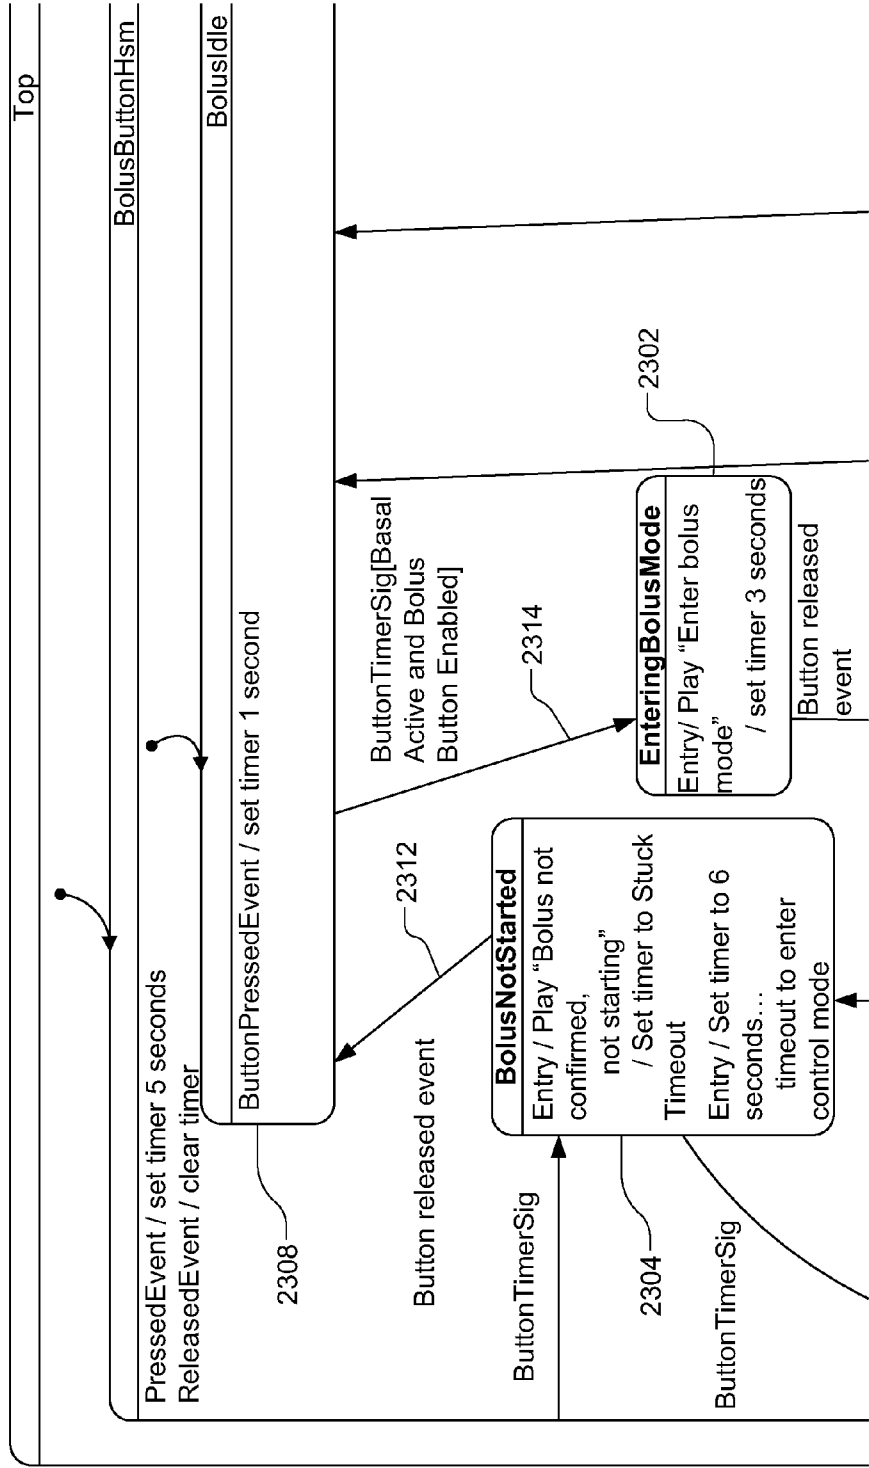 Top
BolusButtonHsm
PressedEvent / set timer 5 seconds
ReleasedEvent / clear timer
BolusIdle
ButtonPressedEvent / set timer 1 second
2308
2312
Button released event
ButtonTimerSig[Basal
Active and Bolus
Button Enabled]
2314
2302
ButtonTimerSig
BolusNotStarted
Entry / Play “Bolus not
confirmed,
not starting”
/ Set timer to Stuck
Timeout
Entry / Set timer to 6
seconds…
timeout to enter
control mode
2304
ButtonTimerSig
EnteringBolusMode
Entry/ Play “Enter bolus
mode”
/ set timer 3 seconds
Button released
event